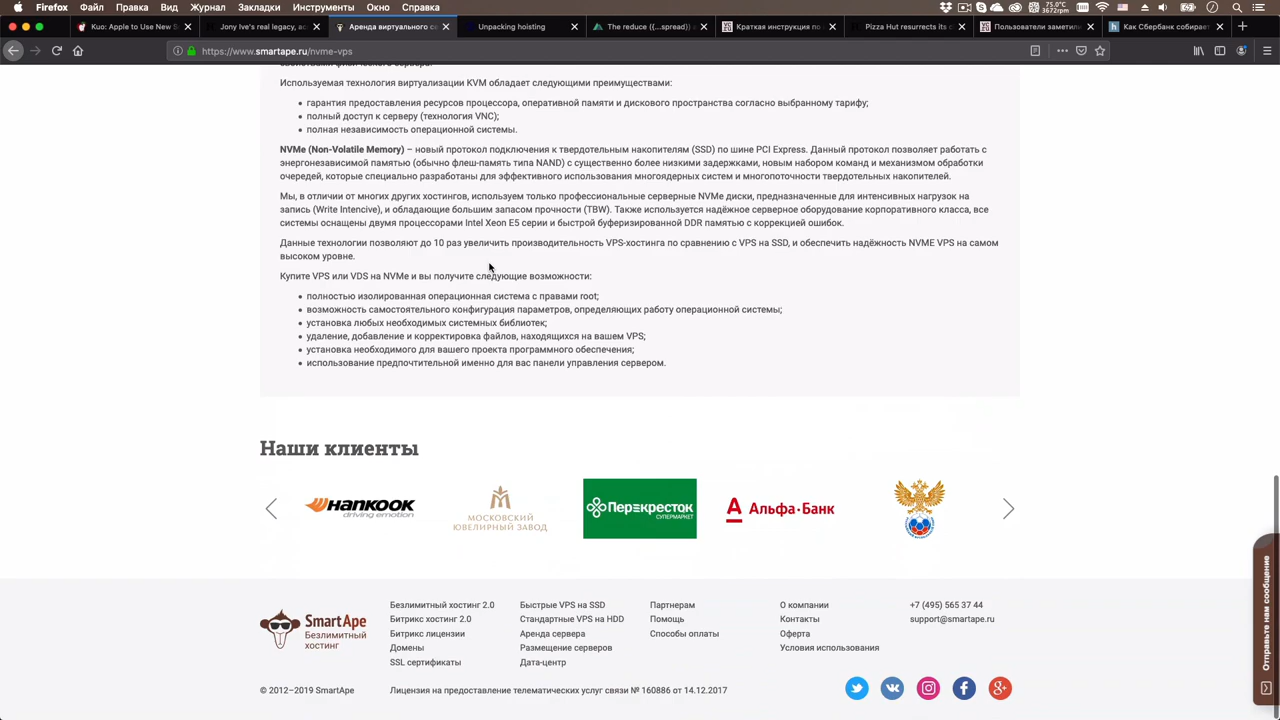 Firefox Файл Правка Вид Журнал Закладки Инструменты Окно Справка
75.0°C
3672rpm
Kuo: Apple to Use New S
Jony Ive's real legacy, ac
Аренда виртуального се
Unpacking hoisting
The reduce ({...spread}) и
Краткая инструкция по
Pizza Hut resurrects its c
Пользователи заметили
Как Сбербанк собирает
https://www.smartape.ru/nvme-vps
Используемая технология виртуализации KVM обладает следующими преимуществами:
гарантия предоставления ресурсов процессора, оперативной памяти и дискового пространства согласно выбранному тарифу;
полный доступ к серверу (технология VNC);
полная независимость операционной системы.
NVMe (Non-Volatile Memory) – новый протокол подключения к твердотельным накопителям (SSD) по шине PCI Express. Данный протокол позволяет работать с
энергонезависимой памятью (обычно флеш-память типа NAND) с существенно более низкими задержками, новым набором команд и механизмом обработки
очередей, которые специально разработаны для эффективного использования многоядерных систем и многопоточности твердотельных накопителей.
Мы, в отличии от многих других хостингов, используем только профессиональные серверные NVMe диски, предназначенные для интенсивных нагрузок на
запись (Write Intencive), и обладающие большим запасом прочности (TBW). Также используется надёжное серверное оборудование корпоративного класса, все
системы оснащены двумя процессорами Intel Xeon E5 серии и быстрой буферизированной DDR памятью с коррекцией ошибок.
Данные технологии позволяют до 10 раз увеличить производительность VPS-хостинга по сравнению с VPS на SSD, и обеспечить надёжность NVME VPS на самом
высоком уровне.
Купите VPS или VDS на NVMe и вы получите следующие возможности:
полностью изолированная операционная система с правами root;
возможность самостоятельного конфигурация параметров, определяющих работу операционной системы;
установка любых необходимых системных библиотек;
удаление, добавление и корректировка файлов, находящихся на вашем VPS;
установка необходимого для вашего проекта программного обеспечения;
использование предпочтительной именно для вас панели управления сервером.
Наши клиенты
HANKOOK
driving emotion
МОСКОВСКИЙ
ЮВЕЛИРНЫЙ ЗАВОД
Перекресток
СУПЕРМАРКЕТ
А Альфа·Банк
Отправьте нам сообщение
SmartApe
Безлимитный
хостинг
Безлимитный хостинг 2.0
Битрикс хостинг 2.0
Битрикс лицензии
Домены
SSL сертификаты
Быстрые VPS на SSD
Стандартные VPS на HDD
Аренда сервера
Размещение серверов
Дата-центр
Партнерам
Помощь
Способы оплаты
О компании
Контакты
Оферта
Условия использования
+7 (495) 565 37 44
support@smartape.ru
© 2012–2019 SmartApe
Лицензия на предоставление телематических услуг связи № 160886 от 14.12.2017